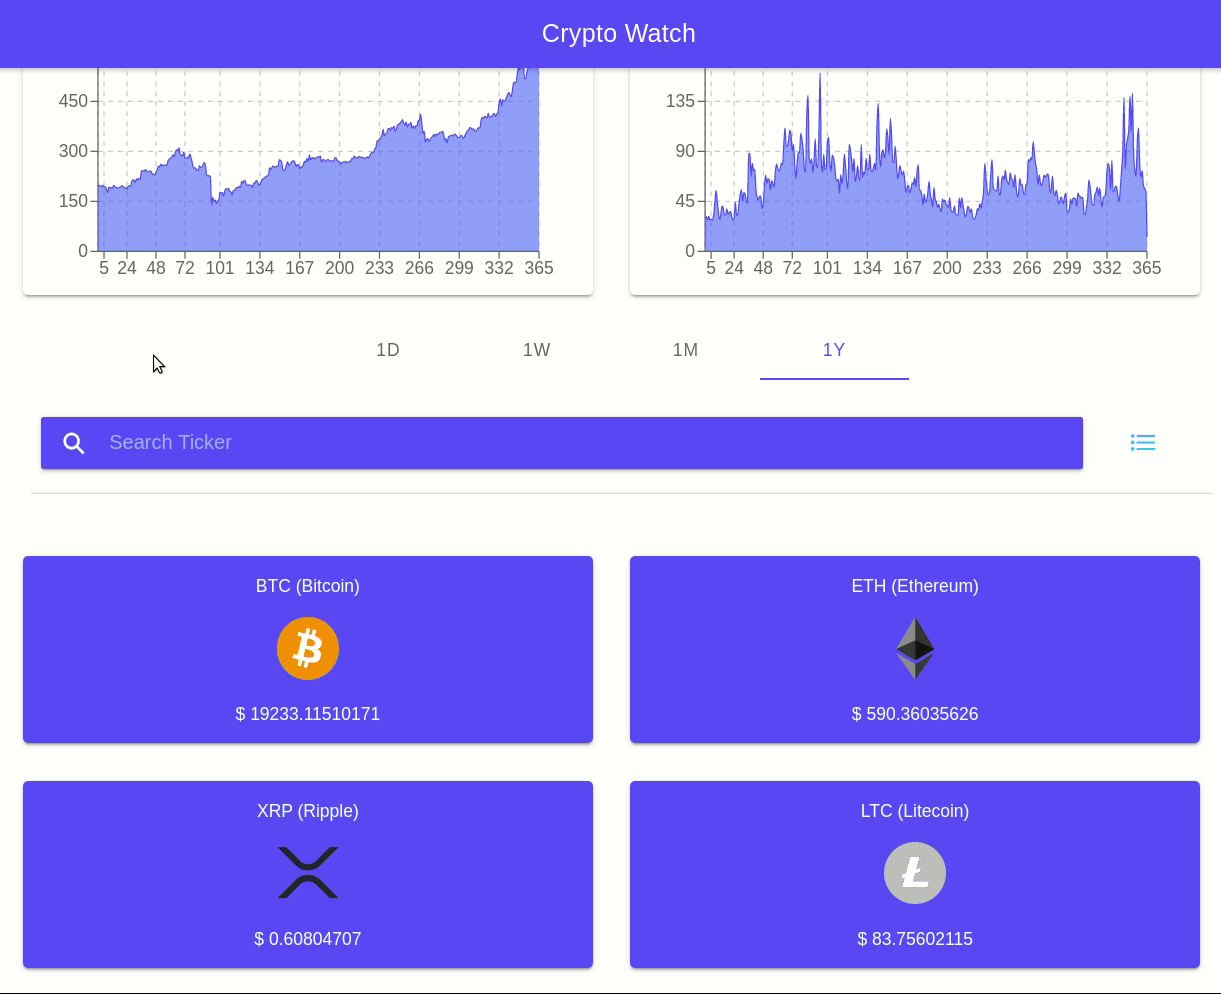 Crypto Watch
450
300
150
0
5 24 48 72 101 134 167 200 233 266 299 332 365
135
90
45
0
5 24 48 72 101 134 167 200 233 266 299 332 365
1D 1W 1M 1Y
Search Ticker
BTC (Bitcoin)
$ 19233.11510171
ETH (Ethereum)
$ 590.36035626
XRP (Ripple)
$ 0.60804707
LTC (Litecoin)
$ 83.75602115